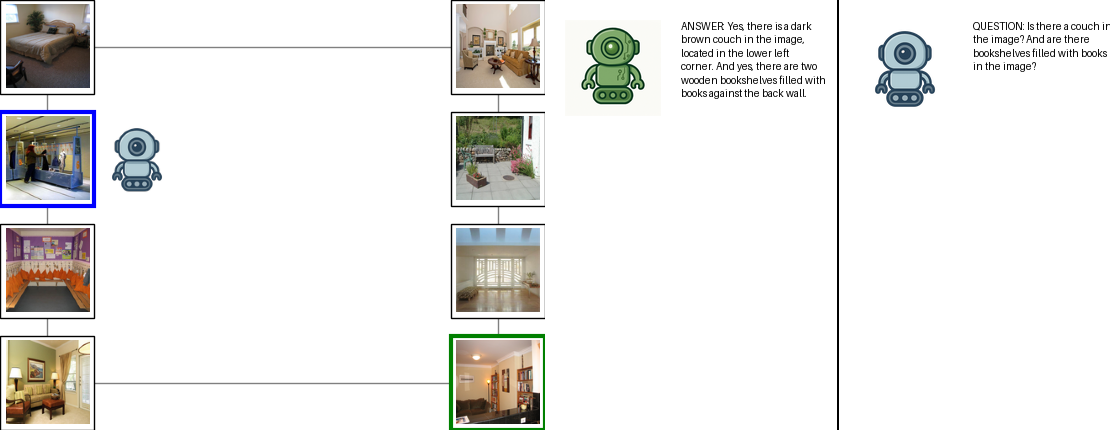 ANSWER: Yes, there is a dark
brown couch in the image,
located in the lower left
corner. And yes, there are two
wooden bookshelves filled with
books against the back wall.
QUESTION: Is there a couch in
the image? And are there
bookshelves filled with books
in the image?